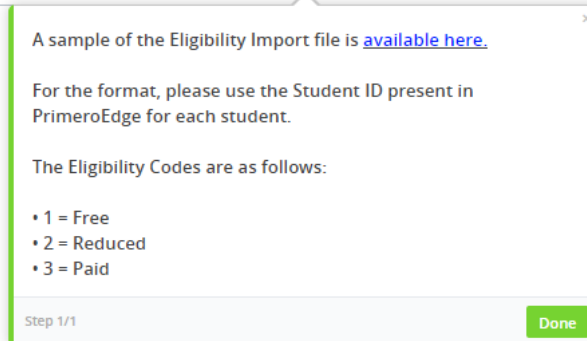 A sample of the Eligibility Import file is available here.
For the format, please use the Student ID present in
PrimeroEdge for each student.
The Eligibility Codes are as follows:
• 1 = Free
• 2 = Reduced
• 3 = Paid
Step 1/1
Done